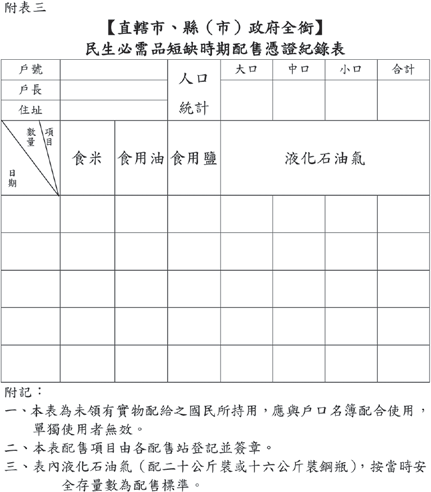 附表三
【直轄市、縣（市）政府全銜】
民生必需品短缺時期配售憑證紀錄表
戶號 人口統計 大口 中口 小口 合計
戶長
住址
數量 項目 日期 食米 食用油 食用鹽 液化石油氣
附記：
一、本表為未領有實物配給之國民所持用，應與戶口名簿配合使用，
單獨使用者無效。
二、本表配售項目由各配售站登記並簽章。
三、表內液化石油氣（配二十公斤裝或十六公斤裝鋼瓶），按當時安
全存量數為配售標準。